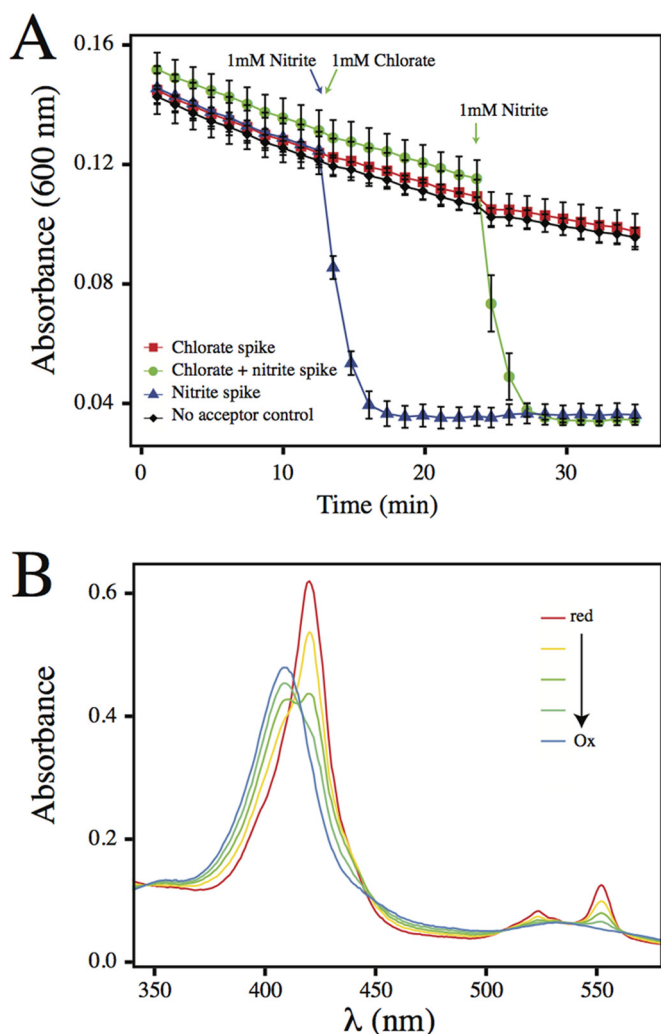 A
0.16
0.12
0.08
0.04
Absorbance (600 nm)
1mM Nitrite
1mM Chlorate
1mM Nitrite
Chlorate spike
Chlorate + nitrite spike
Nitrite spike
No acceptor control
0
10
20
30
Time (min)
B
0.6
0.4
0.2
0.0
Absorbance
red
Ox
350
400
450
500
550
λ (nm)